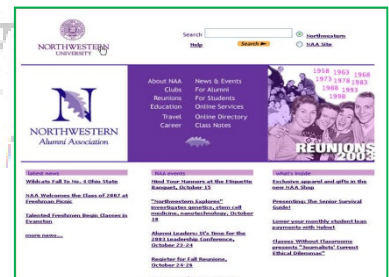 Search
Northwestern
NORTHWESTERN
UNIVERSITY
Help
Search
NAA Site
About NAA News & Events
Clubs For Alumni
Reunions For Students
Education Online Services
Travel Online Directory
Career Class Notes
NORTHWESTERN
Alumni Association
1958 1963 1968
1973 1978 1983
1988 1993
1998
REUNIONS
2003
latest news
Wildcats Fall To No. 4 Ohio State
NAA Welcomes the Class of 2007 at
Freshman Picnic
Talented Freshmen Begin Classes in
Evanston
more news...
NAA events
Mind Your Manners at the Etiquette
Banquet, October 15
"Northwestern Explores"
investigates genetics, stem cell
medicine, nanotechnology, October
18
Alumni Leaders: It's Time for the
2003 Leadership Conference,
October 23-24
Register for Fall Reunions,
October 24-26
what's inside
Exclusive apparel and gifts in the
new NAA Shop
Presenting: The Senior Survival
Guide!
Lower your monthly student loan
payments with Nelnet
Classes Without Classrooms
presents "Journalists' Current
Ethical Dilemmas"